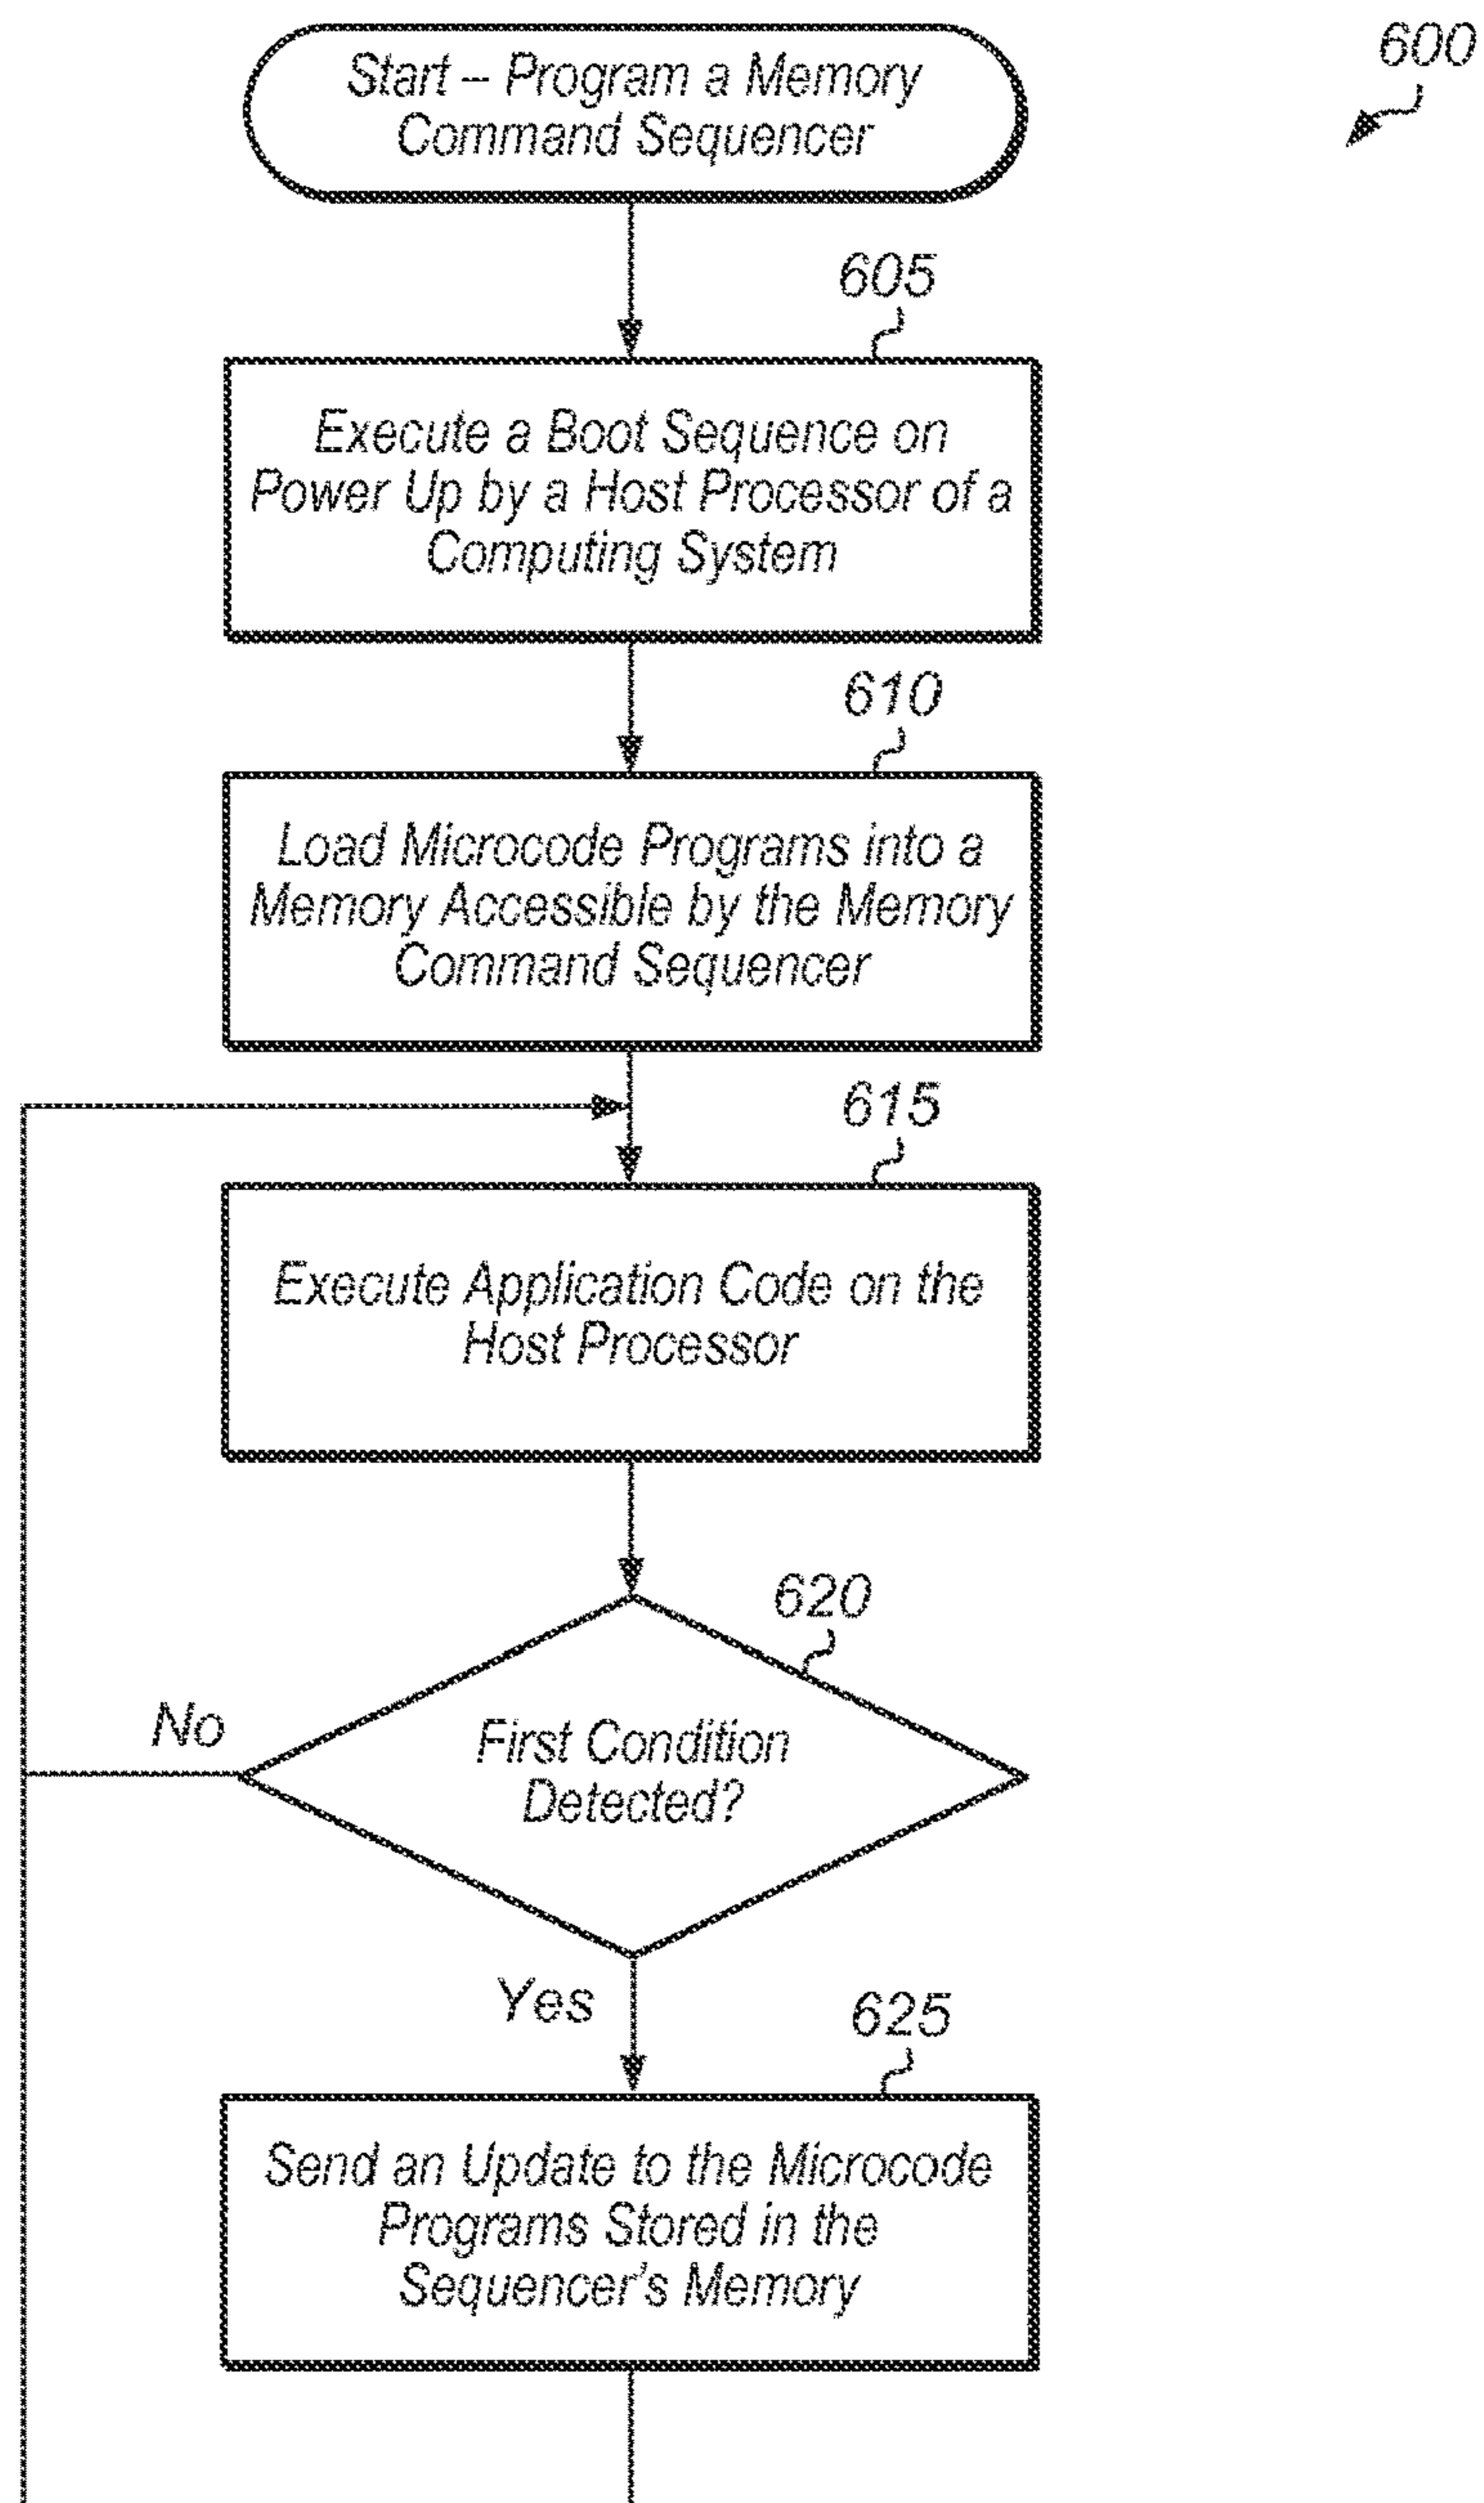 600
Start – Program a Memory
Command Sequencer
605
Execute a Boot Sequence on
Power Up by a Host Processor of a
Computing System
610
Load Microcode Programs into a
Memory Accessible by the Memory
Command Sequencer
615
Execute Application Code on the
Host Processor
620
First Condition
Detected?
No
Yes
625
Send an Update to the Microcode
Programs Stored in the
Sequencer's Memory